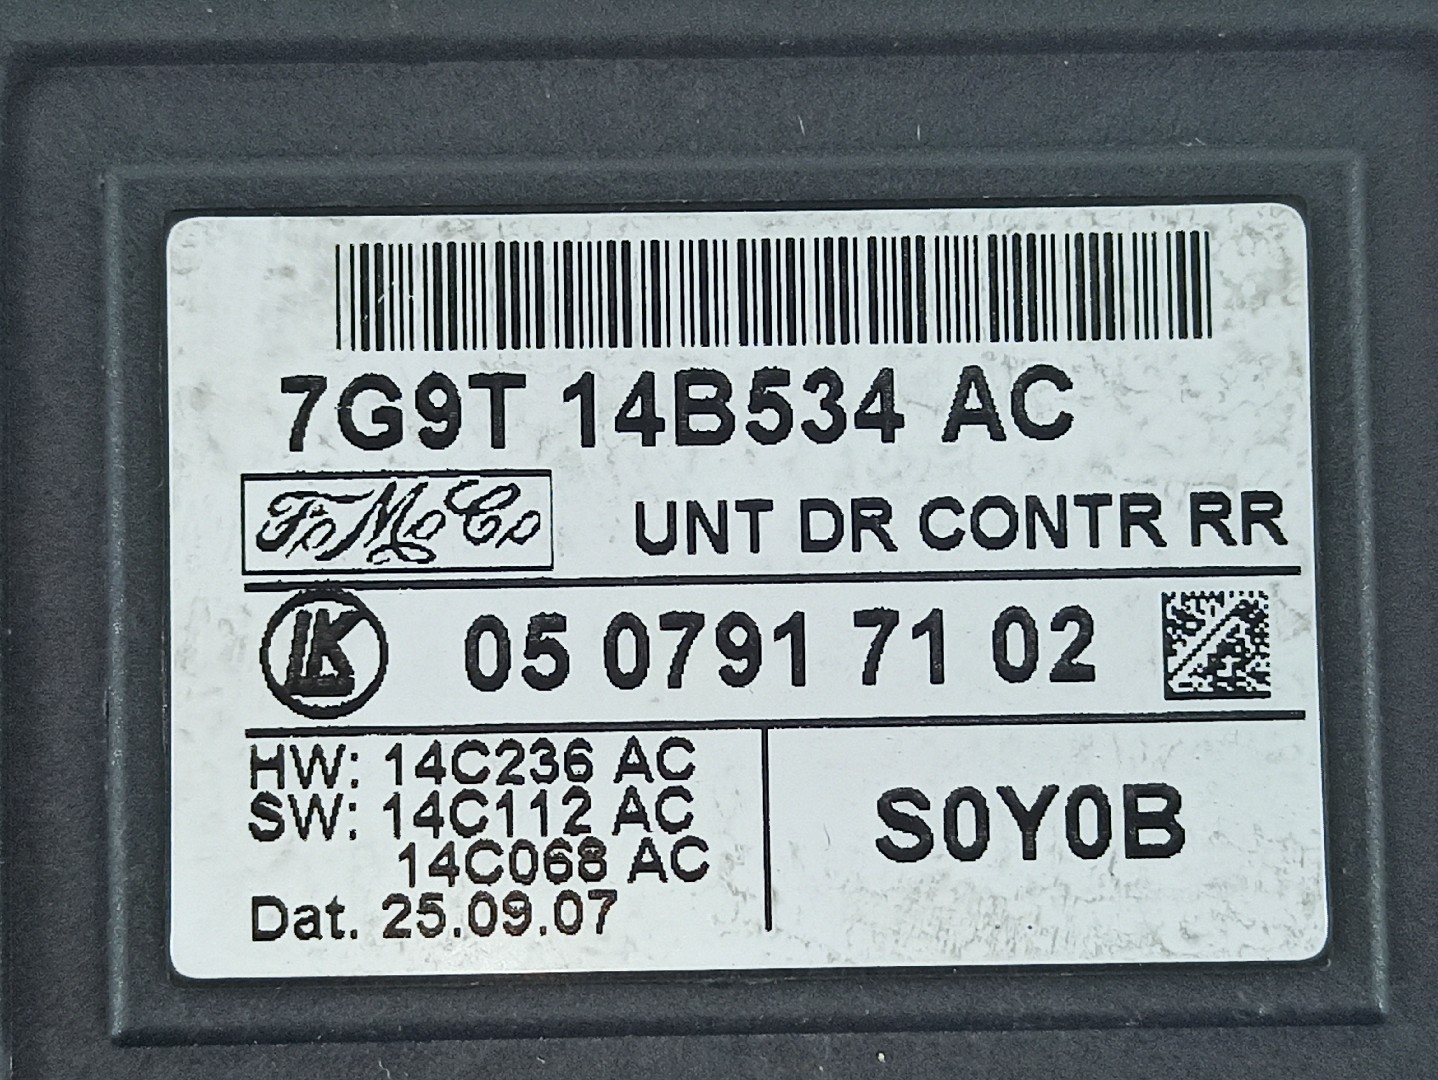 7G9T 14B534 AC
FoMoCo
UNT DR CONTR RR
LK
05 0791 71 02
HW: 14C236 AC
SW: 14C112 AC
14C068 AC
Dat. 25.09.07
S0Y0B